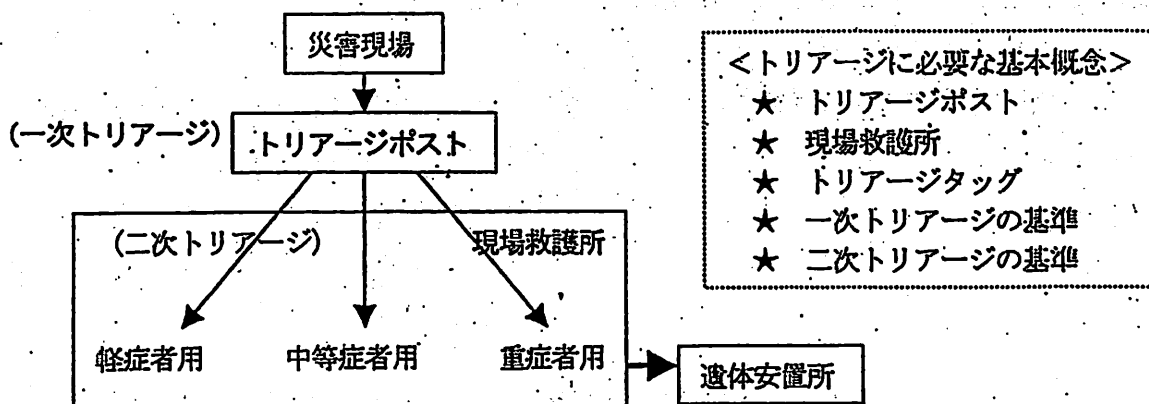 災害現場
(一次トリアージ)
トリアージポスト
(二次トリアージ)
現場救護所
軽症者用
中等症者用
重症者用
遺体安置所
<トリアージに必要な基本概念>
★ トリアージポスト
★ 現場救護所
★ トリアージタッグ
★ 一次トリアージの基準
★ 二次トリアージの基準